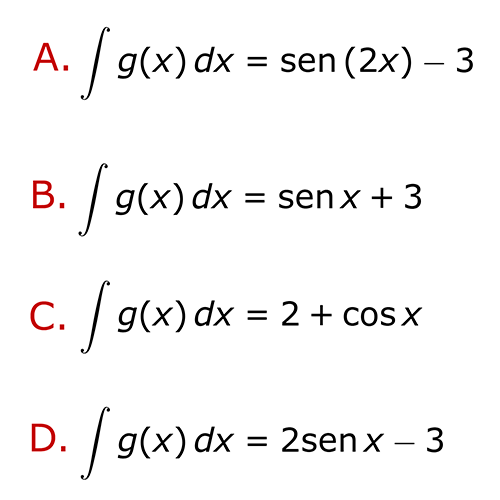 A. ∫ g(x) dx = sen (2x) – 3
B. ∫ g(x) dx = sen x + 3
C. ∫ g(x) dx = 2 + cos x
D. ∫ g(x) dx = 2sen x – 3